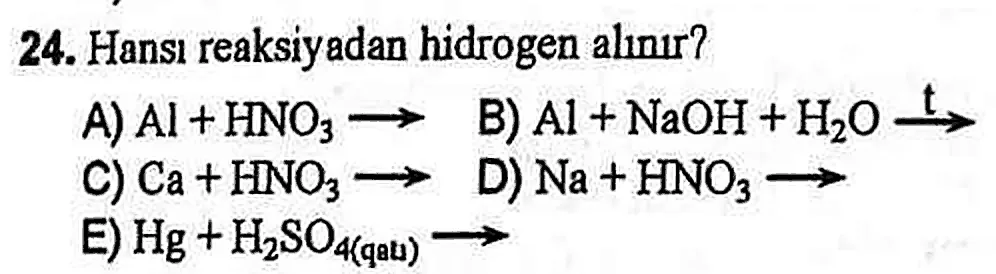 24. Hansı reaksiyadan hidrogen alınır?
A) Al + HNO₃ ⟶ B) Al + NaOH + H₂O —t→
C) Ca + HNO₃ ⟶ D) Na + HNO₃ ⟶
E) Hg + H₂SO₄(qatı) ⟶